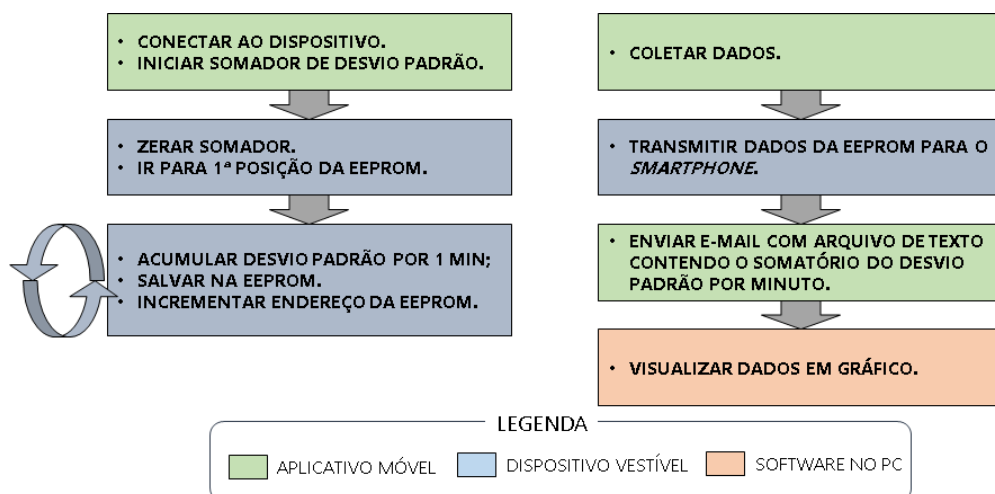 • CONECTAR AO DISPOSITIVO.
• INICIAR SOMADOR DE DESVIO PADRÃO.
• ZERAR SOMADOR.
• IR PARA 1ª POSIÇÃO DA EEPROM.
• ACUMULAR DESVIO PADRÃO POR 1 MIN;
• SALVAR NA EEPROM.
• INCREMENTAR ENDEREÇO DA EEPROM.
• COLETAR DADOS.
• TRANSMITIR DADOS DA EEPROM PARA O
SMARTPHONE.
• ENVIAR E-MAIL COM ARQUIVO DE TEXTO
CONTENDO O SOMATÓRIO DO DESVIO
PADRÃO POR MINUTO.
• VISUALIZAR DADOS EM GRÁFICO.
LEGENDA
APLICATIVO MÓVEL
DISPOSITIVO VESTÍVEL
SOFTWARE NO PC